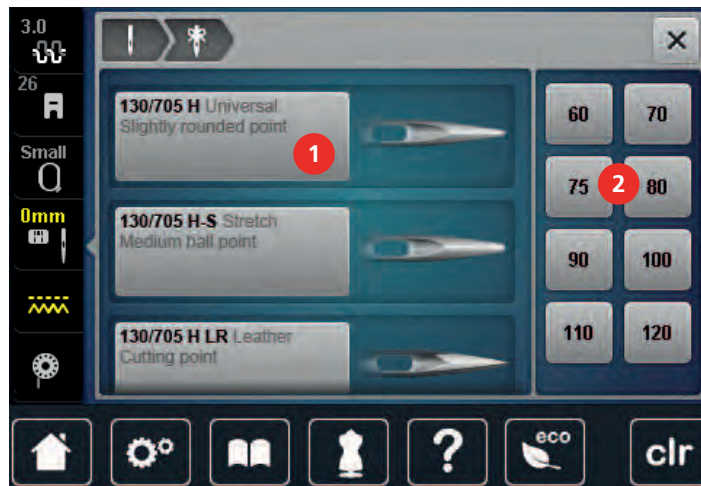 3.0
26
Small
0mm
130/705 H Universal
Slightly rounded point
1
130/705 H-S Stretch
Medium ball point
130/705 H LR Leather
Cutting point
60 70
75 2 80
90 100
110 120
? eco clr